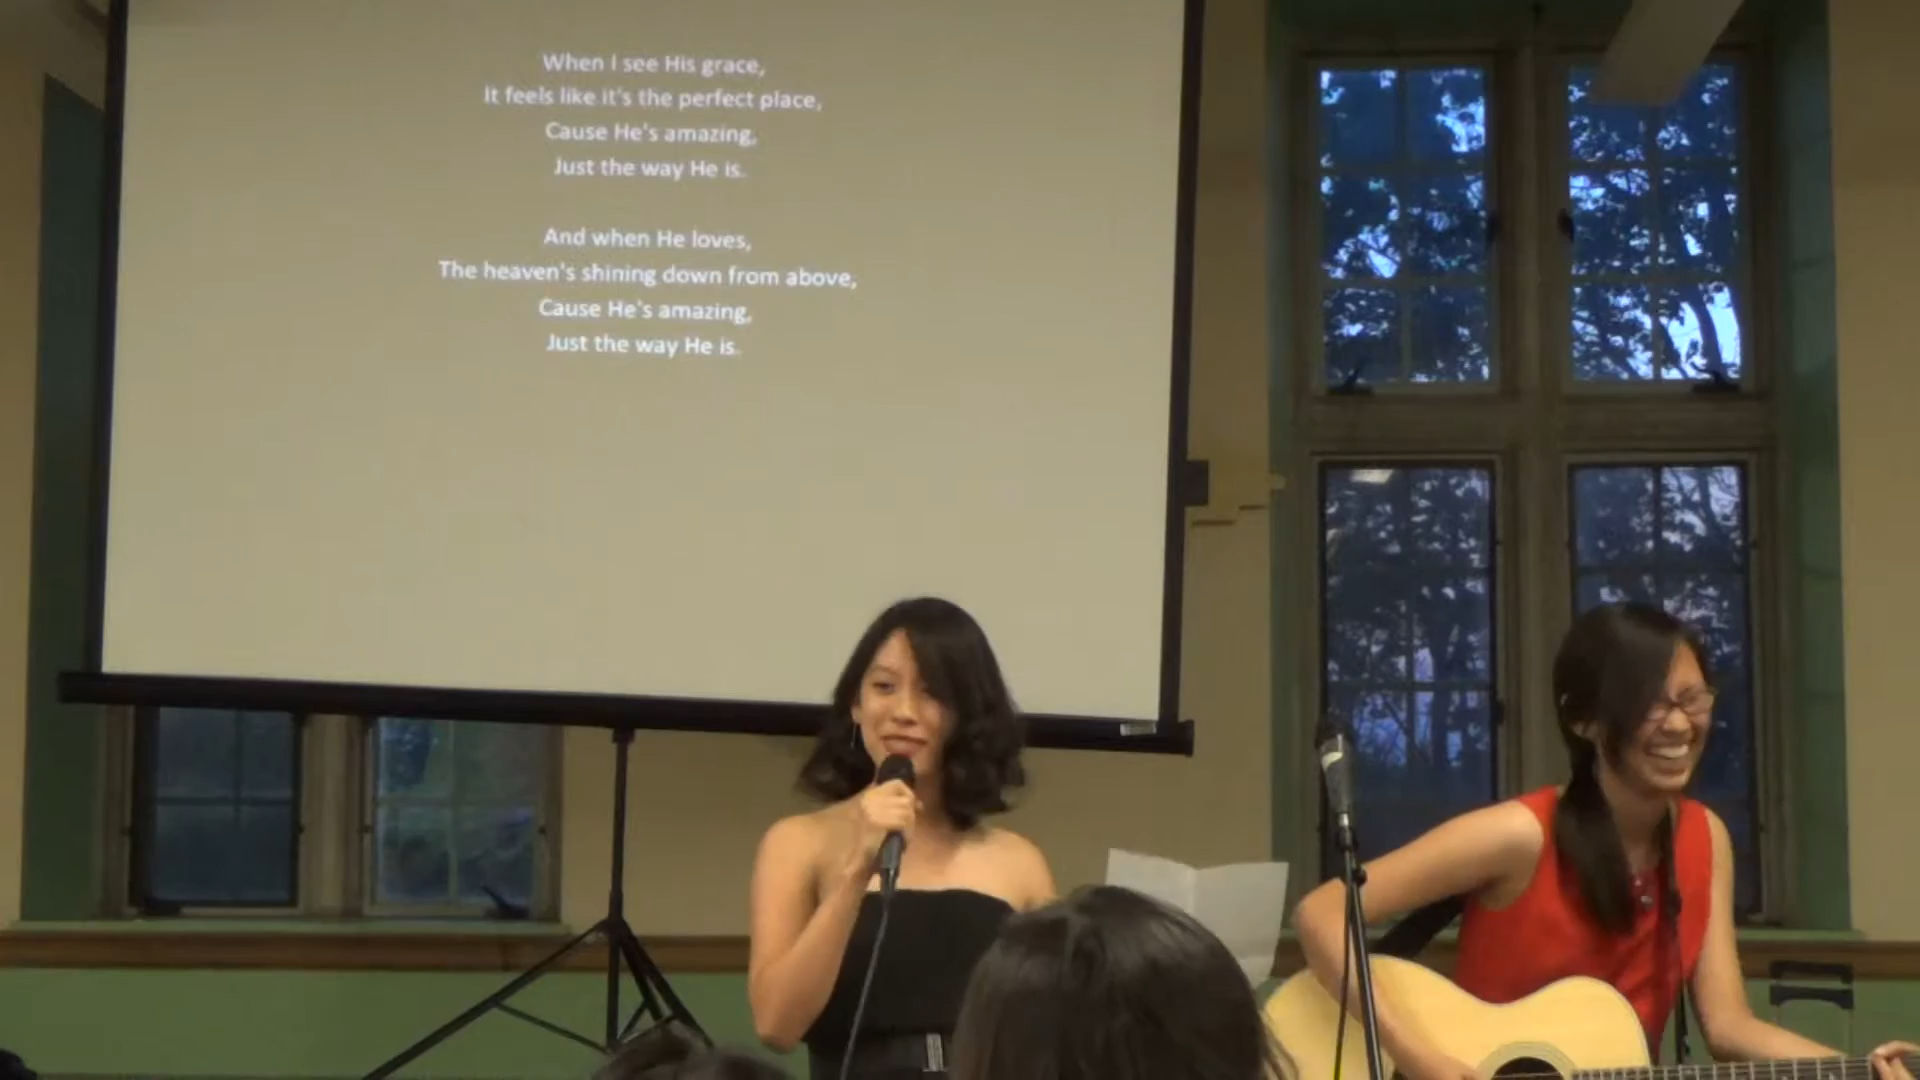 When I see His grace,
It feels like it's the perfect place,
Cause He's amazing,
Just the way He is.
And when He loves,
The heaven's shining down from above,
Cause He's amazing,
Just the way He is.